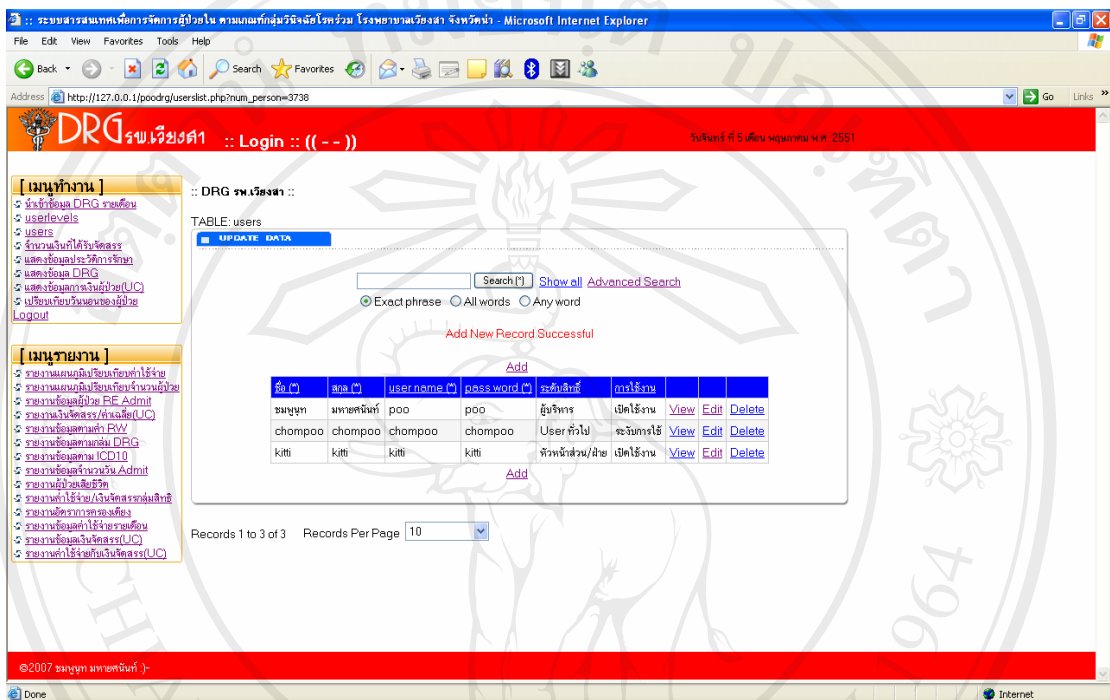 :: ระบบสารสนเทศเพื่อการจัดการผู้ป่วยใน ตามเกณฑ์กลุ่มวินิจฉัยโรคร่วม โรงพยาบาลเวียงสา จังหวัดน่า - Microsoft Internet Explorer
File Edit View Favorites Tools Help
Back Search Favorites
Address http://127.0.0.1/poodrg/userslist.php?num_person=3738 Go Links »
DRG รพ.เวียงสา :: Login :: (( - - )) วันจันทร์ ที่ 5 เดือน พฤษภาคม พ.ศ. 2551
[ เมนูทำงาน ]
นำเข้าข้อมูล DRG รายเดือน
userlevels
users
จำนวนเงินที่ได้รับจัดสรร
แสดงข้อมูลประวัติการรักษา
แสดงข้อมูล DRG
แสดงข้อมูลการเงินผู้ป่วย(UC)
เปรียบเทียบวันนอนของผู้ป่วย
Logout
[ เมนูรายงาน ]
รายงานแผนภูมิเปรียบเทียบค่าใช้จ่าย
รายงานแผนภูมิเปรียบเทียบจำนวนผู้ป่วย
รายงานข้อมูลผู้ป่วย RE Admit
รายงานเงินจัดสรร/ค่าเฉลี่ย(UC)
รายงานข้อมูลตามค่า RW
รายงานข้อมูลตามกลุ่ม DRG
รายงานข้อมูลตาม ICD10
รายงานข้อมูลจำนวนวัน Admit
รายงานผู้ป่วยเสียชีวิต
รายงานค่าใช้จ่าย/เงินจัดสรรกลุ่มสิทธิ
รายงานอัตราการครองเตียง
รายงานข้อมูลค่าใช้จ่ายรายเดือน
รายงานข้อมูลเงินจัดสรร(UC)
รายงานค่าใช้จ่ายกับเงินจัดสรร(UC)
:: DRG รพ.เวียงสา ::
TABLE: users
UPDATE DATA
Search (*) Show all Advanced Search
Exact phrase All words Any word
Add New Record Successful
Add
ชื่อ (*) สกุล (*) user name (*) pass word (*) ระดับสิทธิ์ การใช้งาน
ชมพูนุท มหายศนันท์ poo poo ผู้บริหาร เปิดใช้งาน View Edit Delete
chompoo chompoo chompoo chompoo User ทั่วไป ระงับการใช้ View Edit Delete
kitti kitti kitti kitti หัวหน้าส่วน/ฝ่าย เปิดใช้งาน View Edit Delete
Add
Records 1 to 3 of 3 Records Per Page 10
©2007 ชมพูนุท มหายศนันท์ :)-
Done Internet
1964